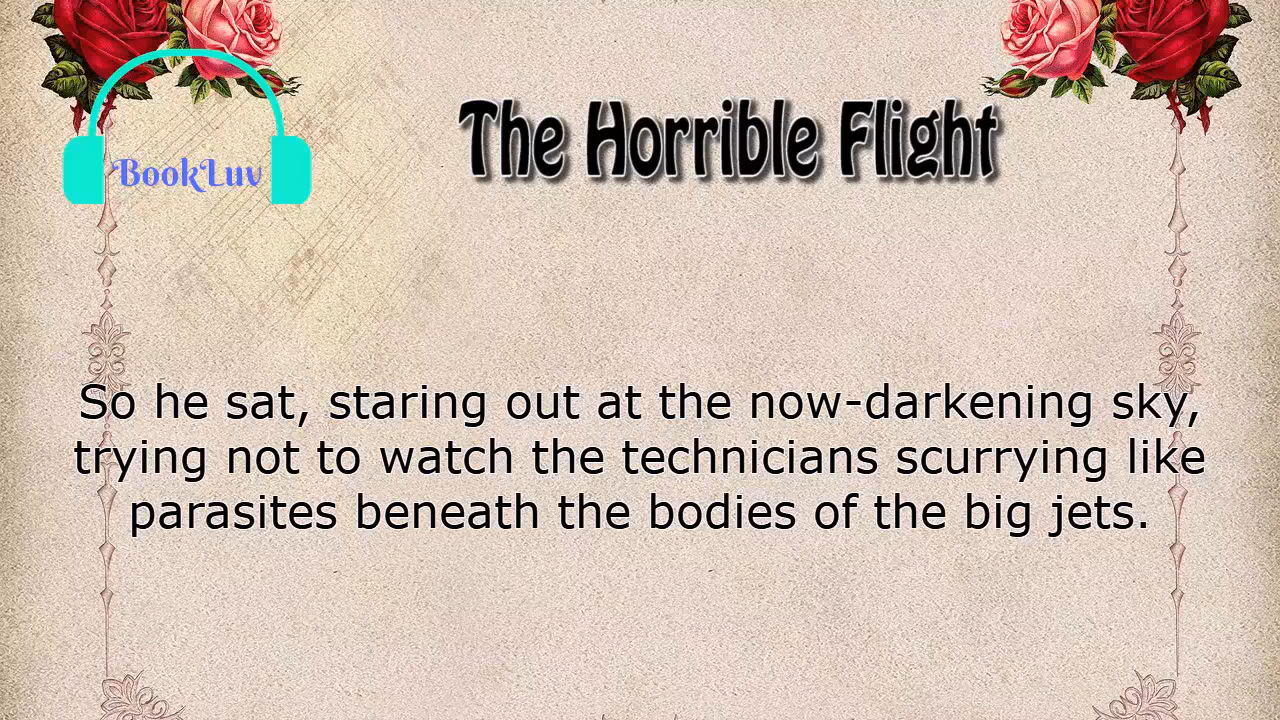 The Horrible Flight
BookLuv
So he sat, staring out at the now-darkening sky,
trying not to watch the technicians scurrying like
parasites beneath the bodies of the big jets.